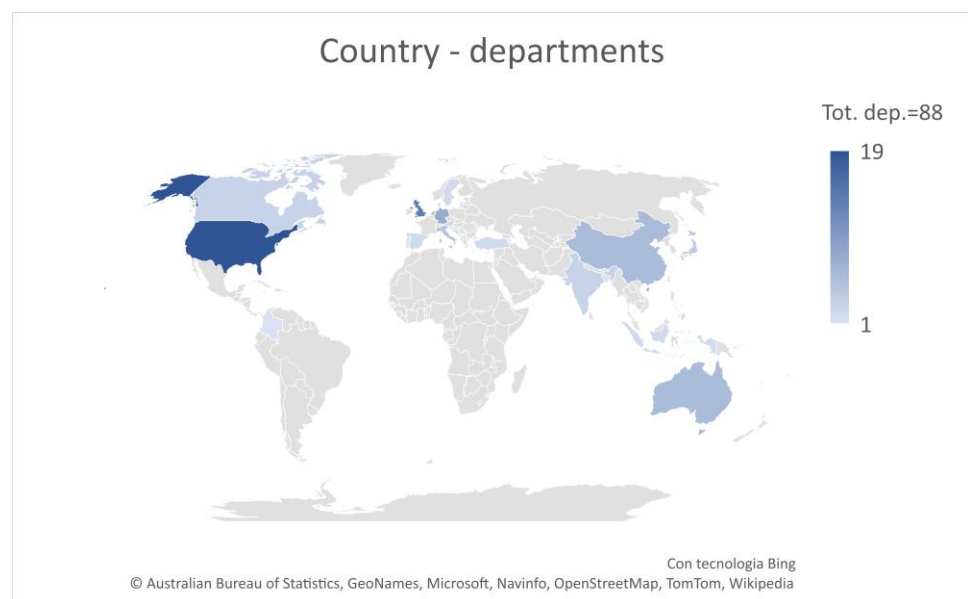 Country - departments
Tot. dep.=88
19
1
Con tecnologia Bing
© Australian Bureau of Statistics, GeoNames, Microsoft, Navinfo, OpenStreetMap, TomTom, Wikipedia